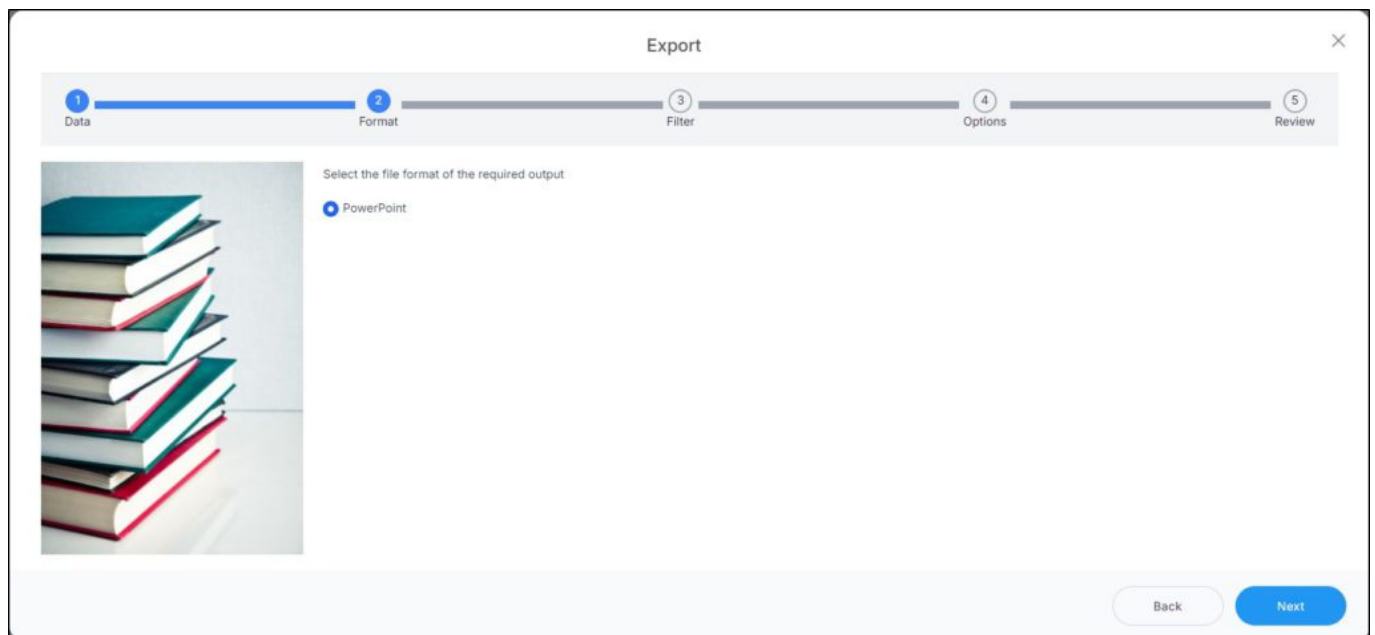 Export
1 2 3 4 5
Data Format Filter Options Review
Select the file format of the required output
PowerPoint
Back Next